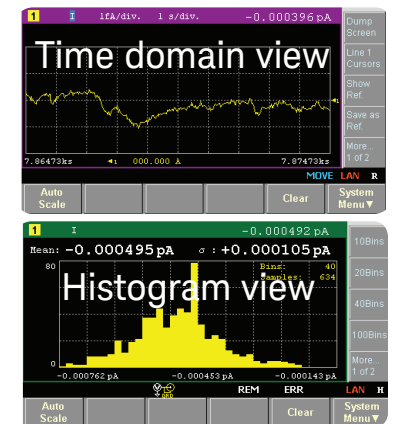 1 I 1fA/div. 1 s/div. -0.000396 pA
Dump Screen
Time domain view
Line 1 Cursors
Show Ref.
Save as Ref.
More... 1 of 2
7.86473ks ◄1 000.000 A 7.87473ks
MOVE LAN R
Auto Scale Clear System Menu▼
1 I -0.000492 pA
Mean: -0.000495pA σ : +0.000105pA
10Bins
80 Bins: 40
Samples: 634
20Bins
Histogram view
40Bins
100Bins
0
More... 1 of 2
-0.000762 pA -0.000453 pA -0.000143 pA
GRD REM ERR LAN H
Auto Scale Clear System Menu▼